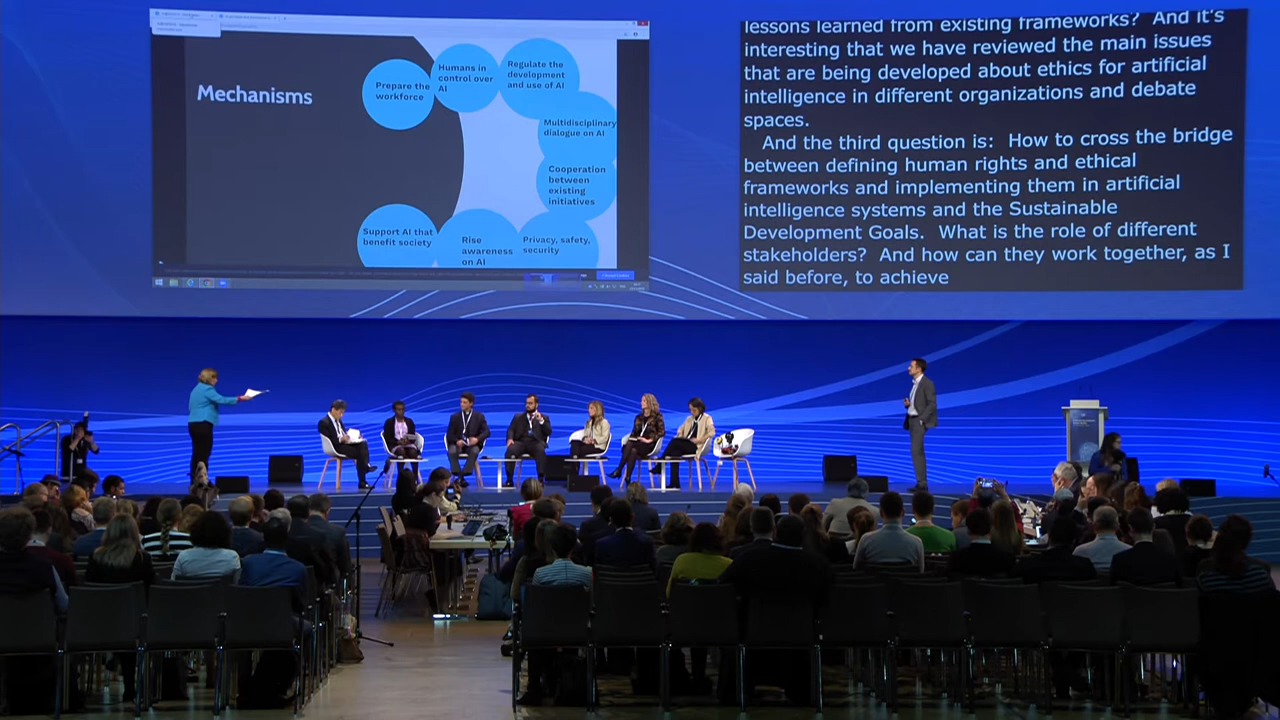 Mechanisms
Prepare the
workforce
Humans in
control over
AI
Regulate the
development
and use of AI
Multidisciplinary
dialogue on AI
Cooperation
between
existing
initiatives
Privacy, safety,
security
Rise
awareness
on AI
Support AI that
benefit society
lessons learned from existing frameworks? And it's
interesting that we have reviewed the main issues
that are being developed about ethics for artificial
intelligence in different organizations and debate
spaces.
And the third question is: How to cross the bridge
between defining human rights and ethical
frameworks and implementing them in artificial
intelligence systems and the Sustainable
Development Goals. What is the role of different
stakeholders? And how can they work together, as I
said before, to achieve